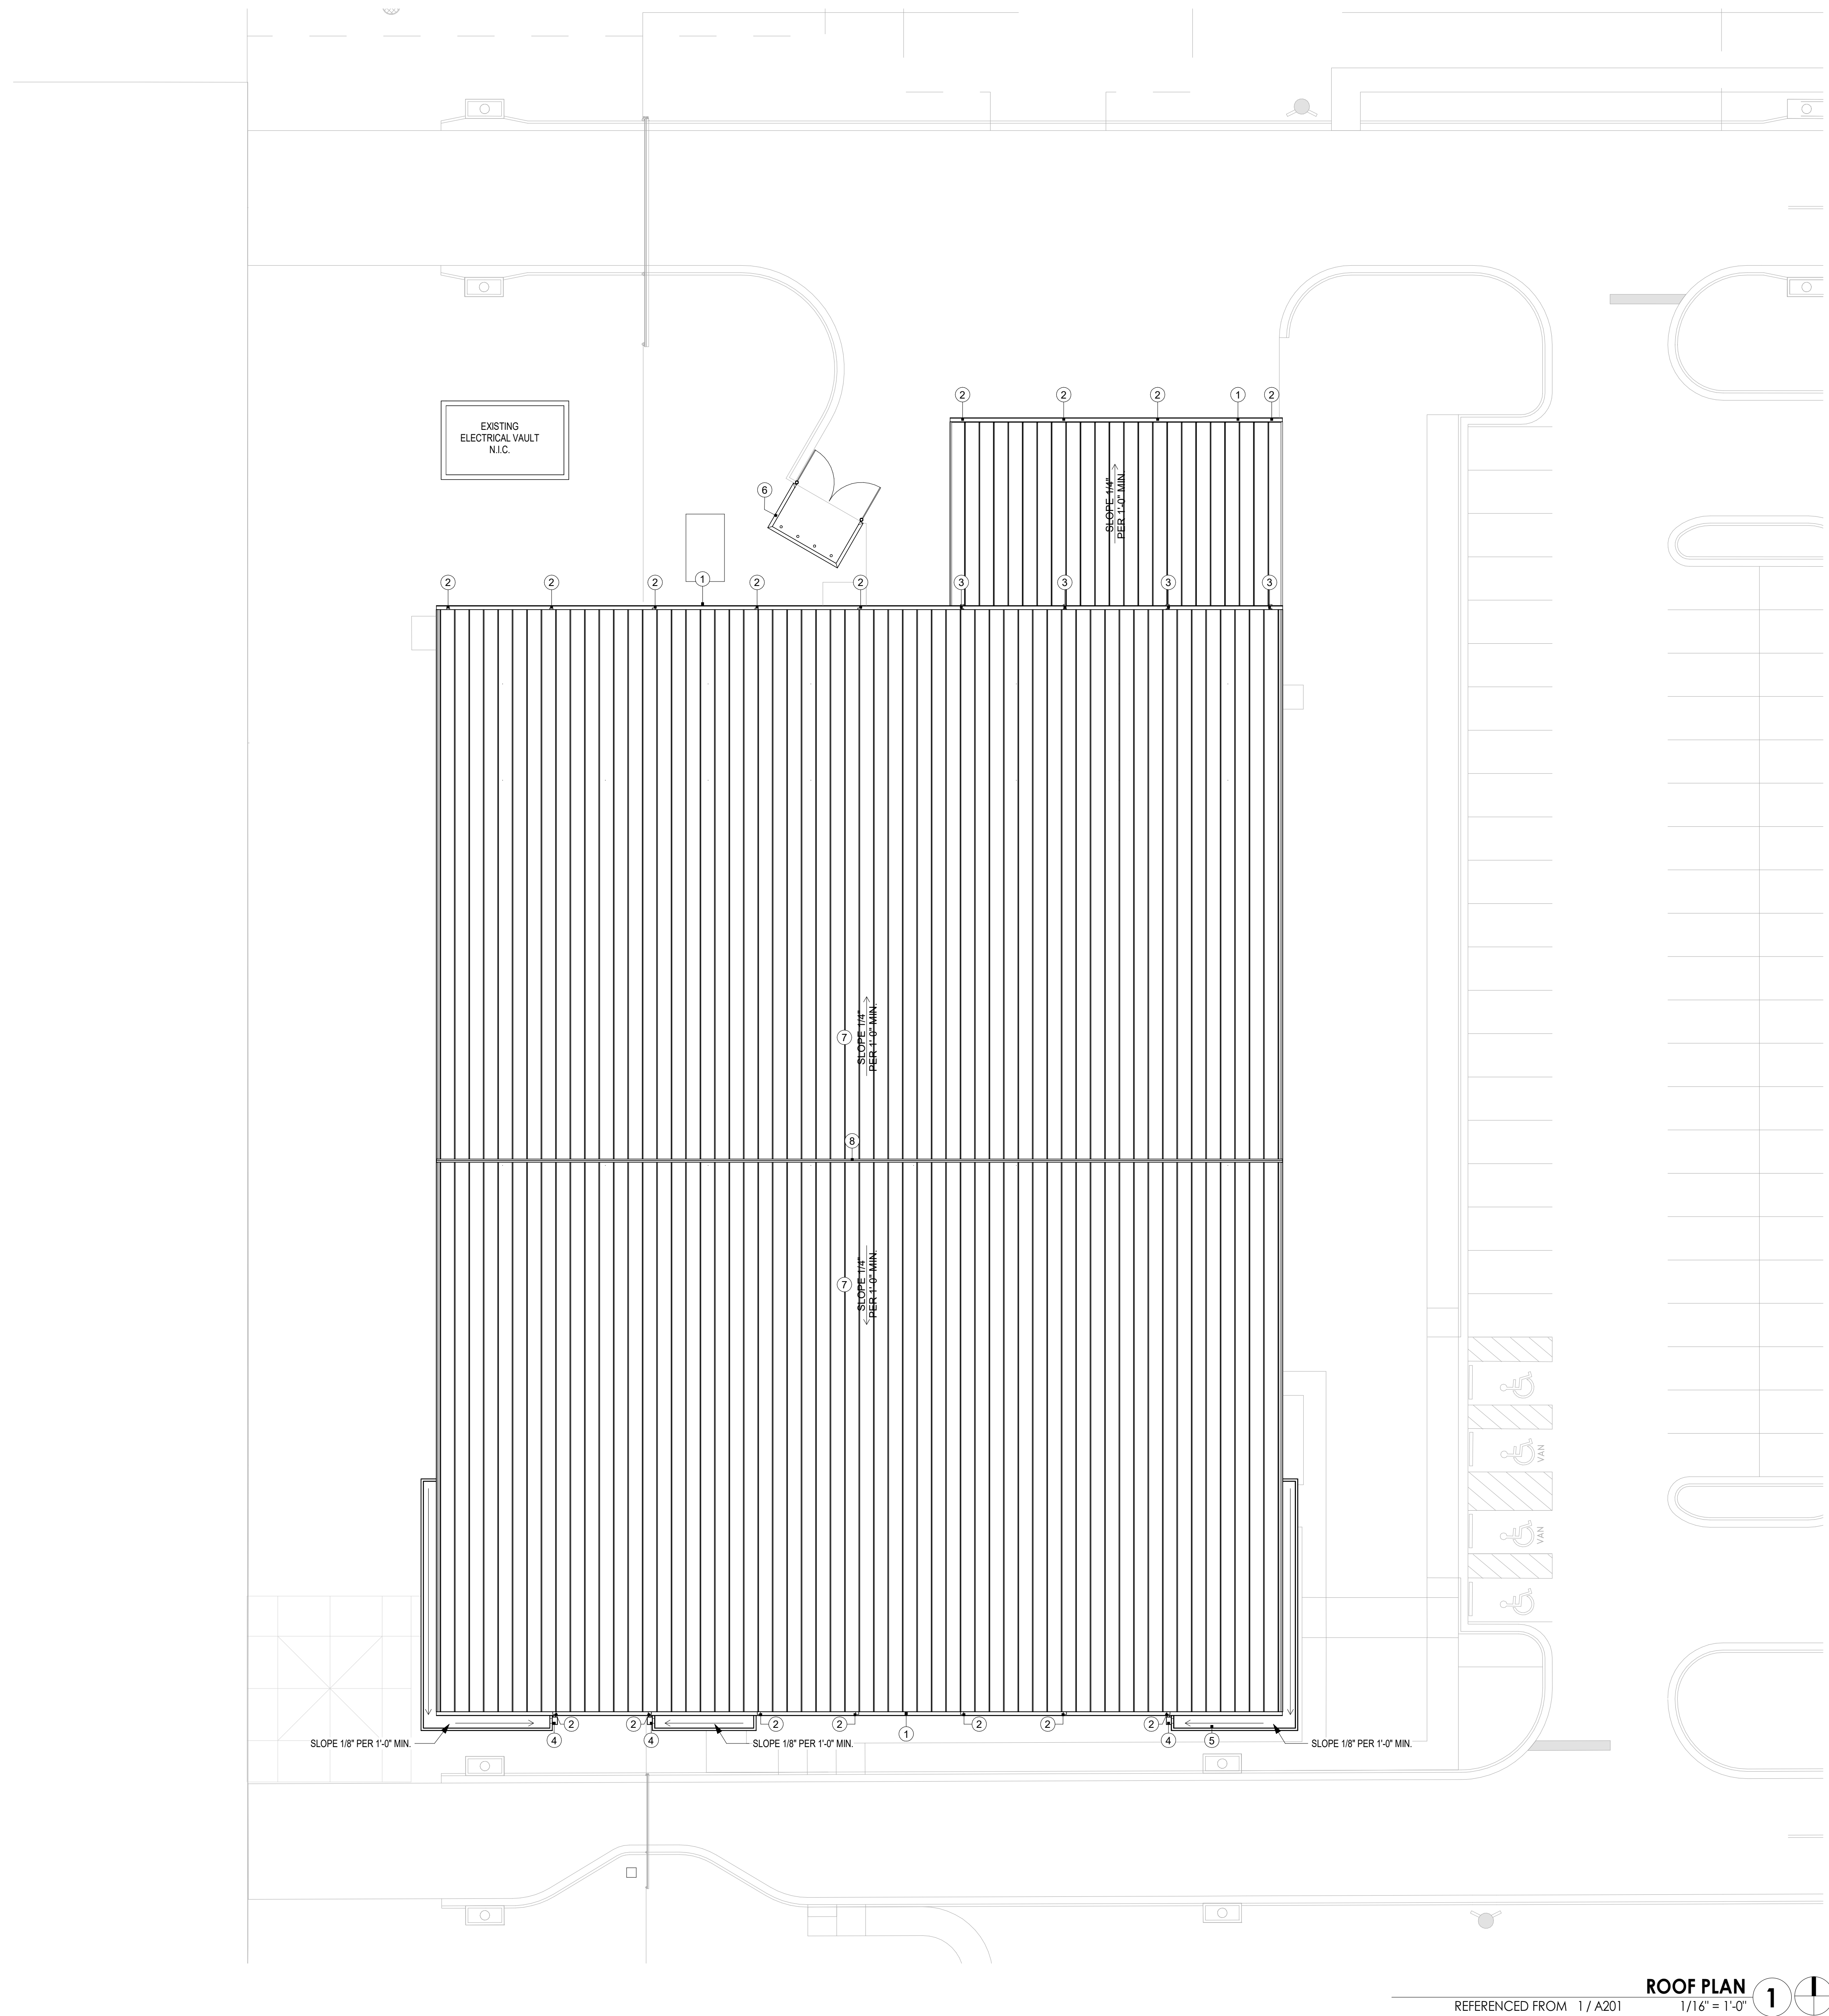 2
2
2
1
2
EXISTING
ELECTRICAL VAULT
N.I.C.
6
SLOPE 1/4"
PER 1'-0" MIN.
2
2
2
1
2
2
3
3
3
3
7
SLOPE 1/4"
PER 1'-0" MIN.
8
7
SLOPE 1/4"
PER 1'-0" MIN.
VAN
VAN
2
2
2
2
1
2
2
2
4
4
4
5
SLOPE 1/8" PER 1'-0" MIN.
SLOPE 1/8" PER 1'-0" MIN.
SLOPE 1/8" PER 1'-0" MIN.
ROOF PLAN
1
REFERENCED FROM 1 / A201
1/16" = 1'-0"